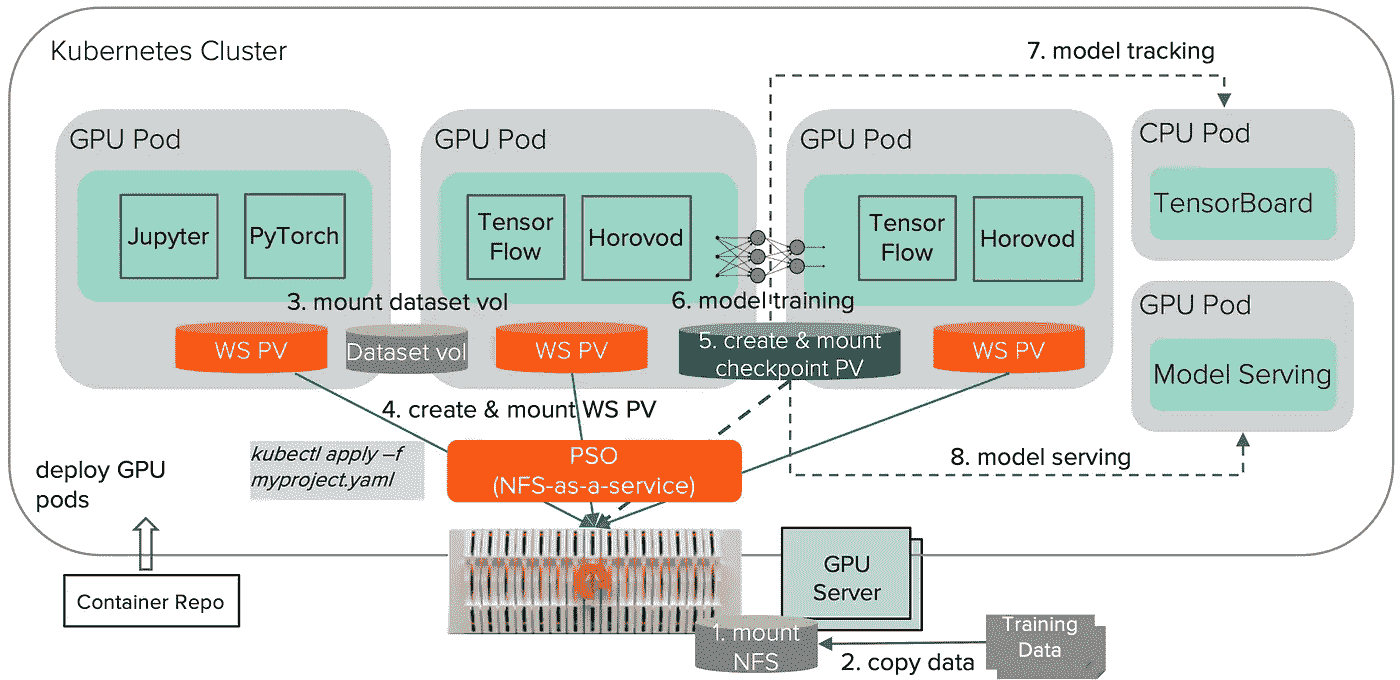 Kubernetes Cluster
7. model tracking
GPU Pod
GPU Pod
GPU Pod
CPU Pod
Jupyter
PyTorch
Tensor
Flow
Horovod
Tensor
Flow
Horovod
TensorBoard
GPU Pod
Model Serving
3. mount dataset vol
6. model training
WS PV
Dataset vol
WS PV
5. create & mount
checkpoint PV
WS PV
4. create & mount WS PV
kubectl apply –f
myproject.yaml
PSO
(NFS-as-a-service)
8. model serving
deploy GPU
pods
Container Repo
GPU
Server
1. mount
NFS
2. copy data
Training
Data